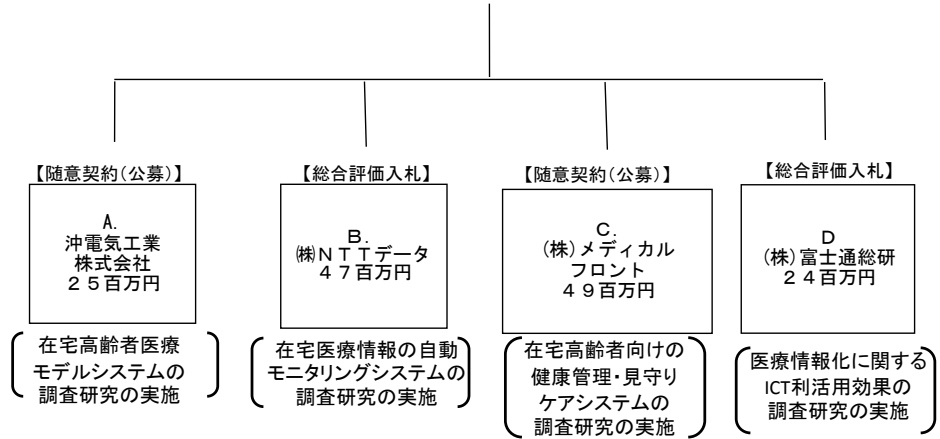 【随意契約(公募)】
A.
沖電気工業
株式会社
２５百万円
在宅高齢者医療
モデルシステムの
調査研究の実施
【総合評価入札】
Ｂ.
㈱ＮＴＴデータ
４７百万円
在宅医療情報の自動
モニタリングシステムの
調査研究の実施
【随意契約(公募)】
Ｃ.
(株)メディカル
フロント
４９百万円
在宅高齢者向けの
健康管理・見守り
ケアシステムの
調査研究の実施
【総合評価入札】
Ｄ
(株)富士通総研
２４百万円
医療情報化に関する
ICT利活用効果の
調査研究の実施